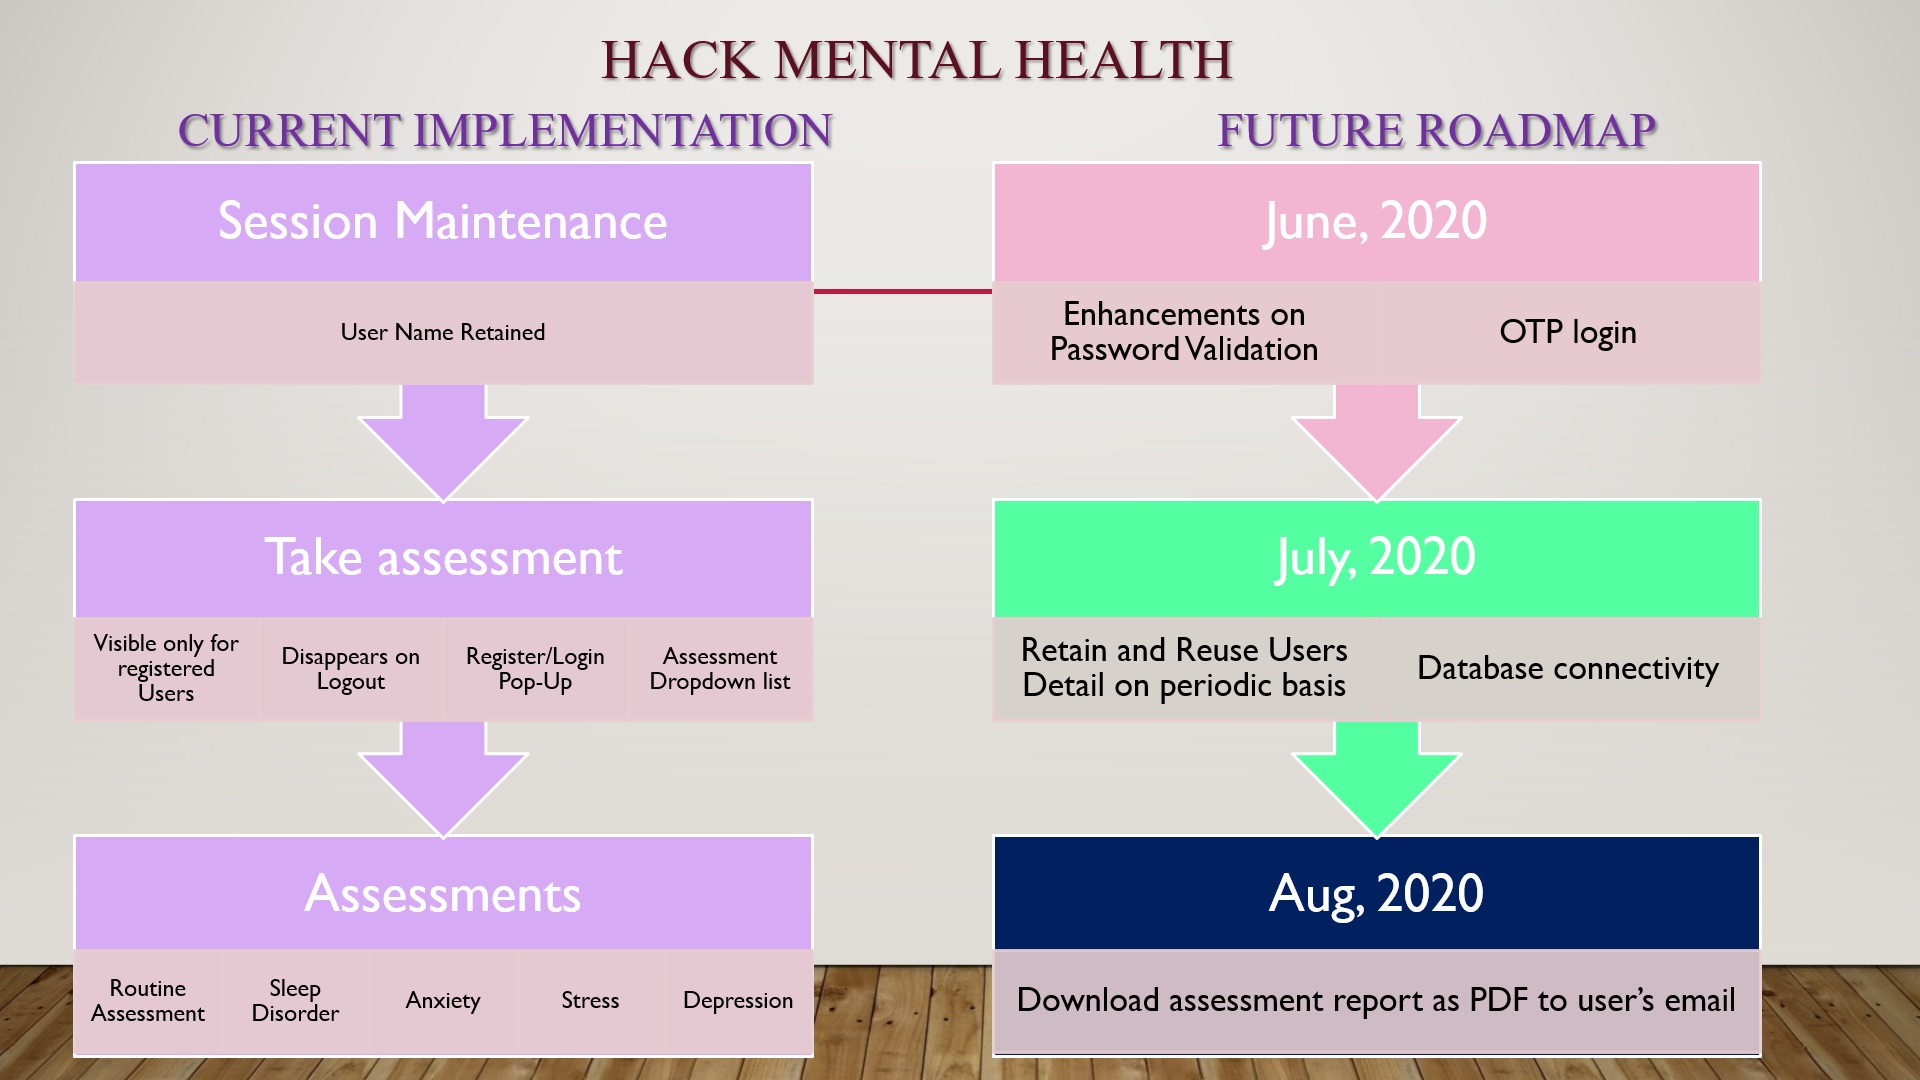 HACK MENTAL HEALTH
CURRENT IMPLEMENTATION
Session Maintenance
User Name Retained
Take assessment
Visible only for
registered
Users
Disappears on
Logout
Register/Login
Pop-Up
Assessment
Dropdown list
Assessments
Routine
Assessment
Sleep
Disorder
Anxiety
Stress
Depression
FUTURE ROADMAP
June, 2020
Enhancements on
Password Validation
OTP login
July, 2020
Retain and Reuse Users
Detail on periodic basis
Database connectivity
Aug, 2020
Download assessment report as PDF to user’s email